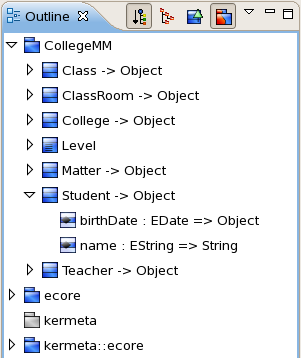 Outline
CollegeMM
Class -> Object
ClassRoom -> Object
College -> Object
Level
Matter -> Object
Student -> Object
birthDate : EDate => Object
name : EString => String
Teacher -> Object
ecore
kermeta
kermeta::ecore